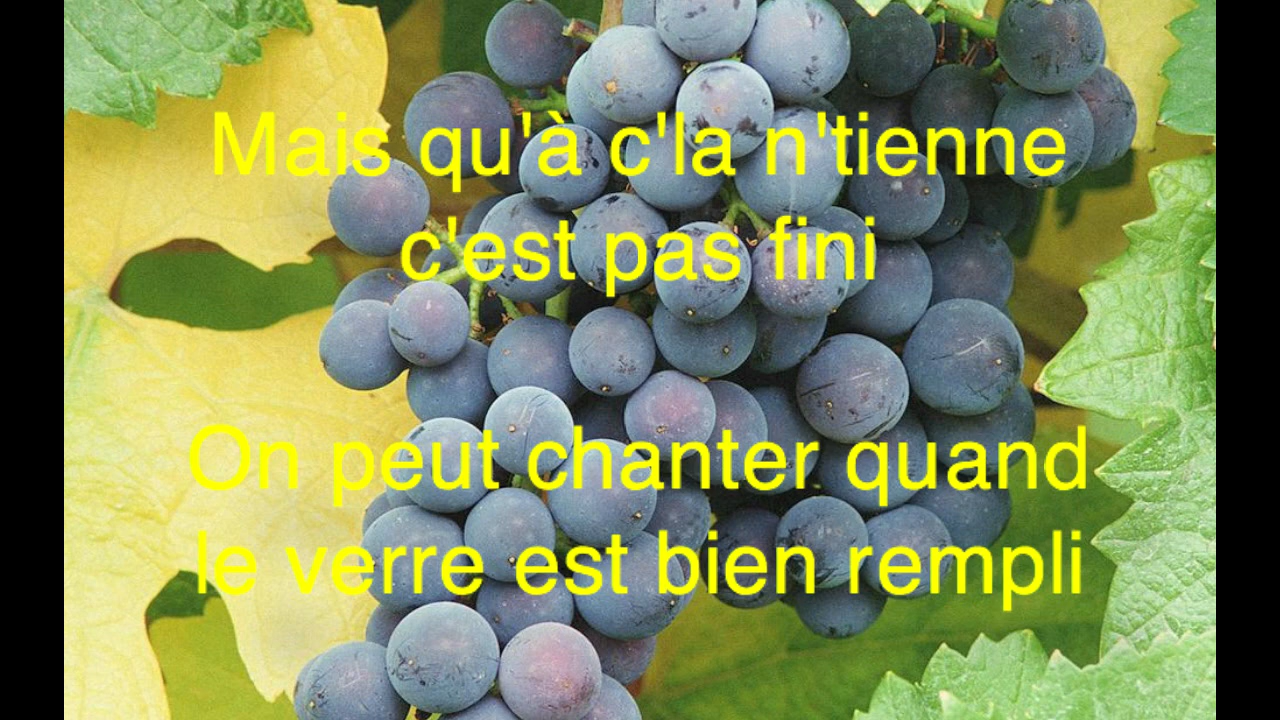 Mais qu'à c'la n'tienne
c'est pas fini
On peut chanter quand
le verre est bien rempli